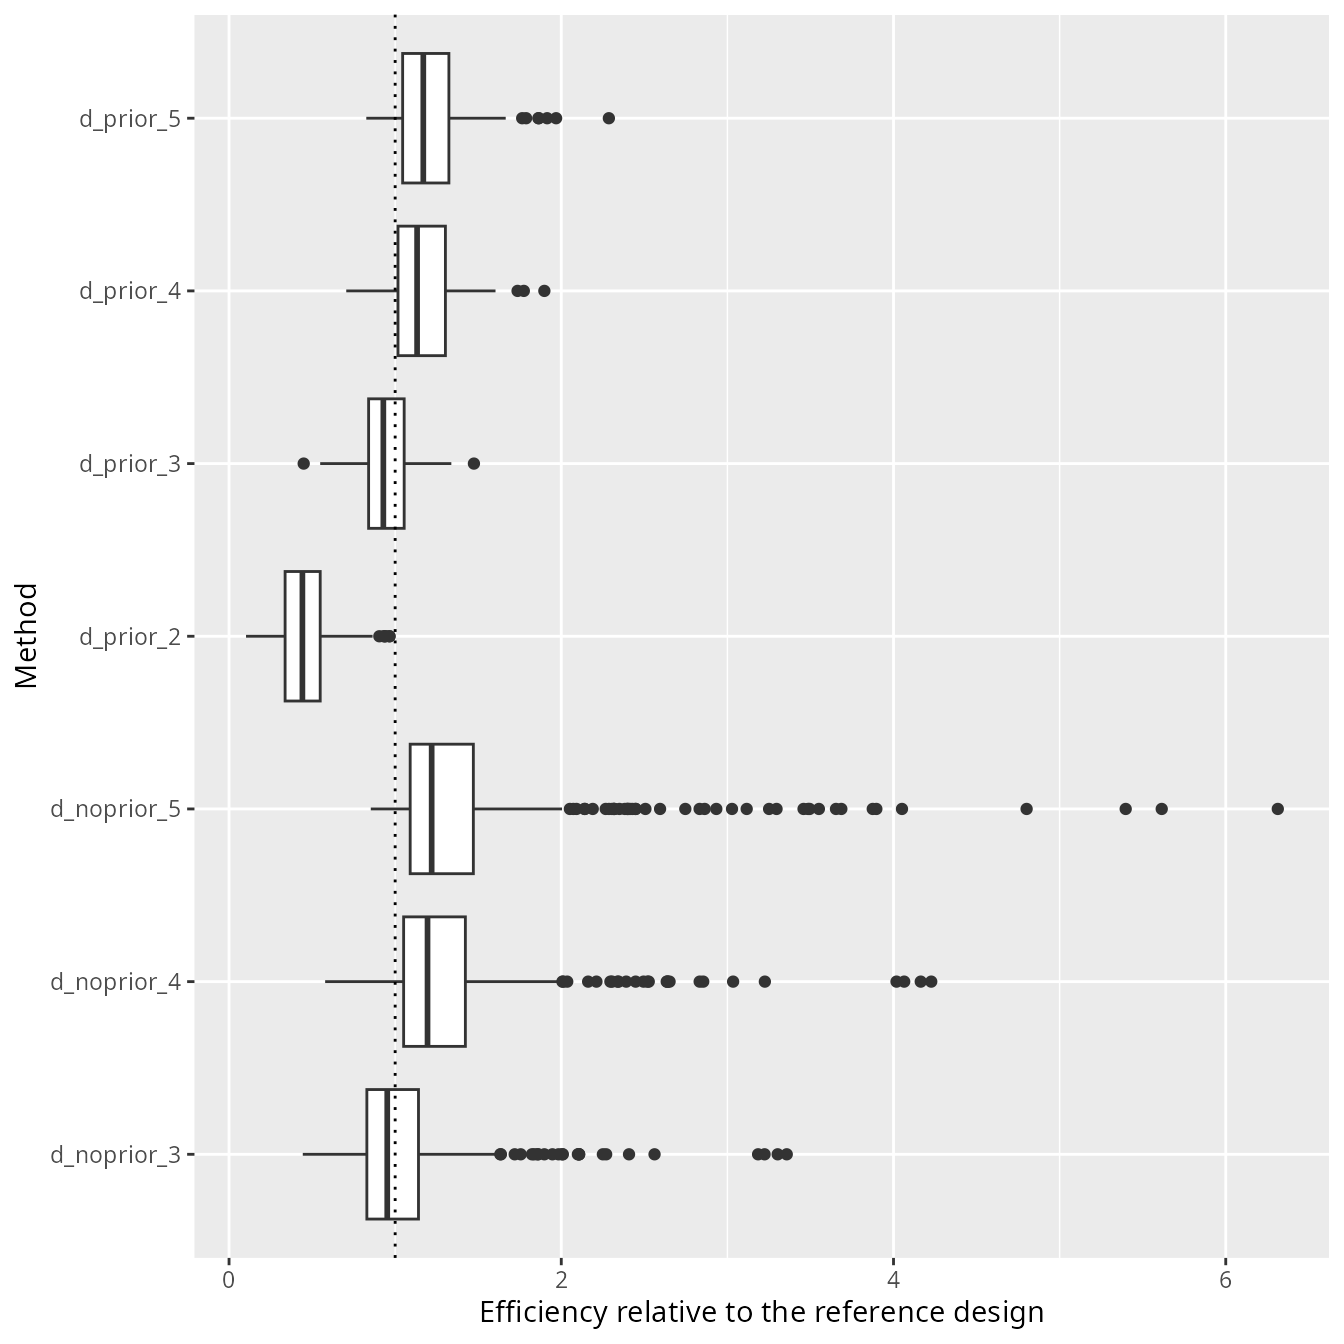 Method
d_prior_5
d_prior_4
d_prior_3
d_prior_2
d_noprior_5
d_noprior_4
d_noprior_3
0 2 4 6
Efficiency relative to the reference design